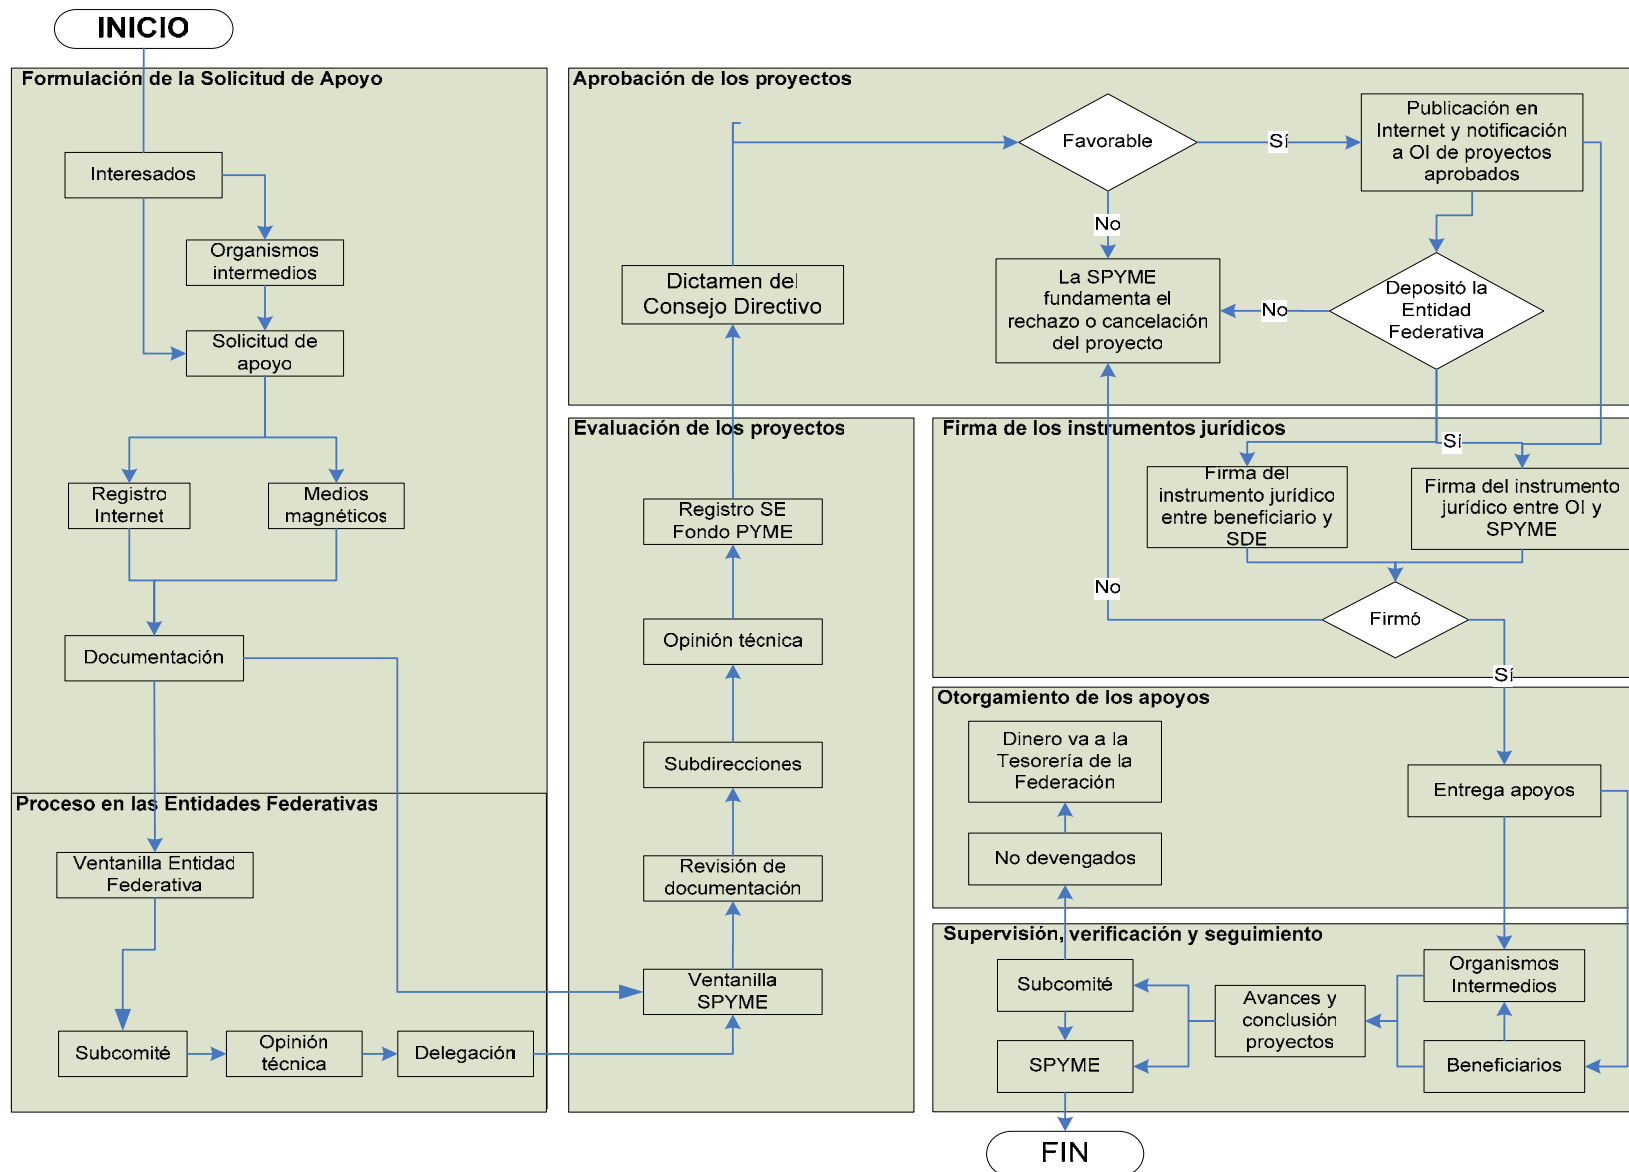 INICIO
Formulación de la Solicitud de Apoyo
Interesados
Organismos
intermedios
Solicitud de
apoyo
Registro
Internet
Medios
magnéticos
Documentación
Proceso en las Entidades Federativas
Ventanilla Entidad
Federativa
Subcomité
Opinión
técnica
Delegación
Evaluación de los proyectos
Registro SE
Fondo PYME
Opinión técnica
Subdirecciones
Revisión de
documentación
Ventanilla
SPYME
Aprobación de los proyectos
Dictamen del
Consejo Directivo
Favorable
Sí
No
Publicación en
Internet y notificación
a OI de proyectos
aprobados
La SPYME
fundamenta el
rechazo o cancelación
del proyecto
No
Depositó la
Entidad
Federativa
Firma de los instrumentos jurídicos
Sí
Firma del
instrumento jurídico
entre beneficiario y
SDE
Firma del instrumento
jurídico entre OI y
SPYME
No
Firmó
Sí
Otorgamiento de los apoyos
Dinero va a la
Tesorería de la
Federación
No devengados
Entrega apoyos
Supervisión, verificación y seguimiento
Subcomité
SPYME
Avances y
conclusión
proyectos
Organismos
Intermedios
Beneficiarios
FIN